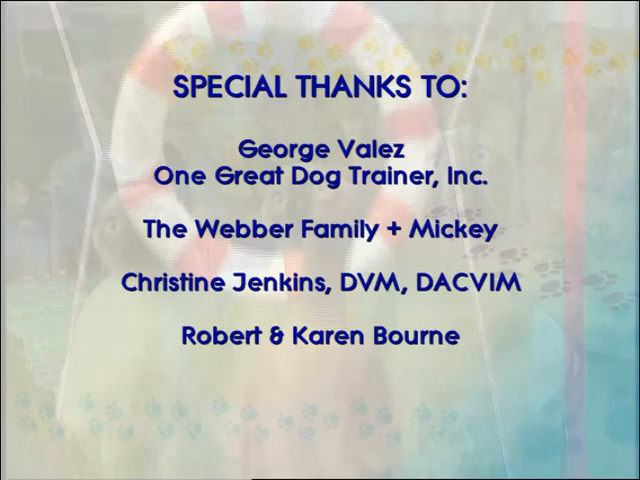 SPECIAL THANKS TO:
George Valez
One Great Dog Trainer, Inc.
The Webber Family + Mickey
Christine Jenkins, DVM, DACVIM
Robert & Karen Bourne